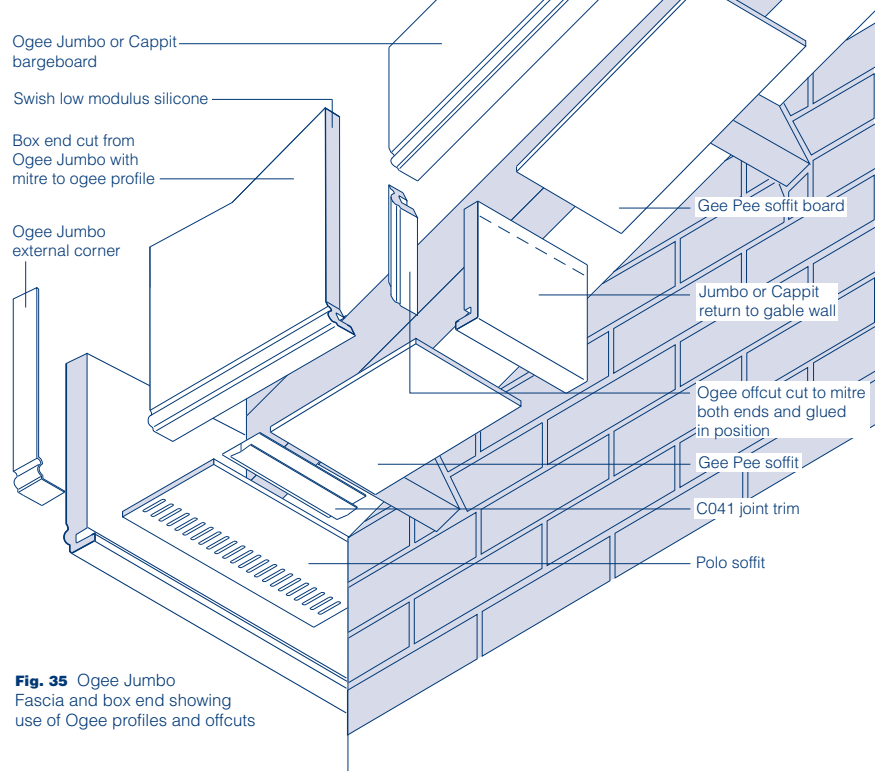 Ogee Jumbo or Cappit
bargeboard
Swish low modulus silicone
Box end cut from
Ogee Jumbo with
mitre to ogee profile
Ogee Jumbo
external corner
Gee Pee soffit board
Jumbo or Cappit
return to gable wall
Ogee offcut cut to mitre
both ends and glued
in position
Gee Pee soffit
C041 joint trim
Polo soffit
Fig. 35 Ogee Jumbo
Fascia and box end showing
use of Ogee profiles and offcuts